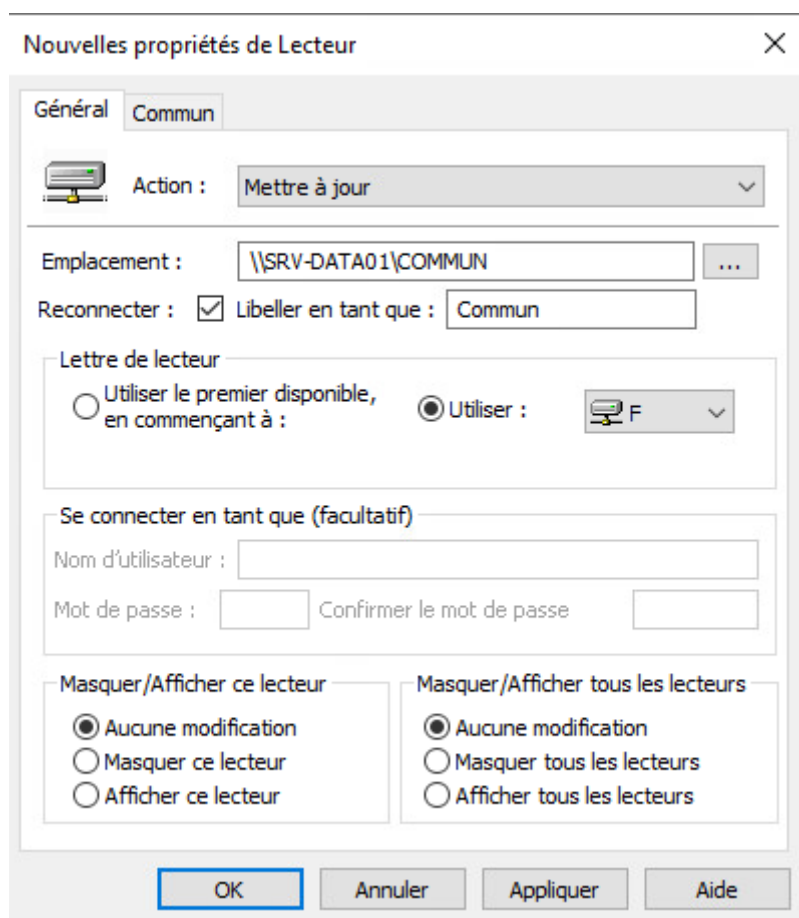 Nouvelles propriétés de Lecteur
Général Commun
Action : Mettre à jour
Emplacement : \\SRV-DATA01\COMMUN ...
Reconnecter : Libeller en tant que : Commun
Lettre de lecteur
Utiliser le premier disponible,
en commençant à :
Utiliser : F
Se connecter en tant que (facultatif)
Nom d'utilisateur :
Mot de passe : Confirmer le mot de passe
Masquer/Afficher ce lecteur
Aucune modification
Masquer ce lecteur
Afficher ce lecteur
Masquer/Afficher tous les lecteurs
Aucune modification
Masquer tous les lecteurs
Afficher tous les lecteurs
OK Annuler Appliquer Aide